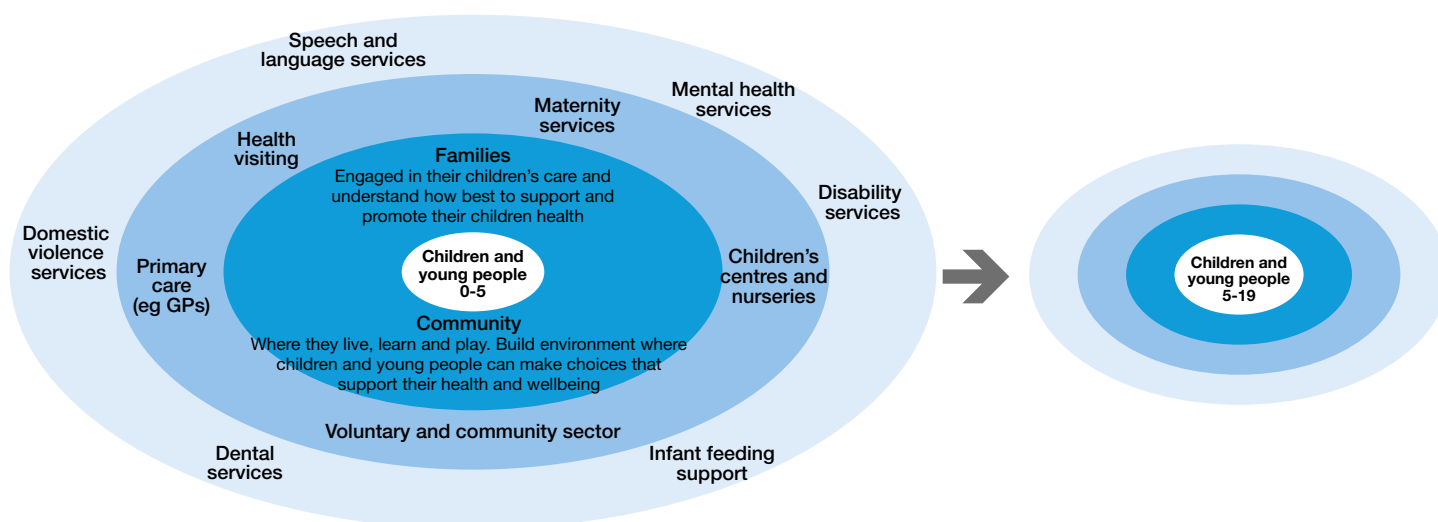 Speech and
language services
Mental health
services
Maternity
services
Health
visiting
Families
Engaged in their children’s care and
understand how best to support and
promote their children health
Disability
services
Domestic
violence
services
Primary
care
(eg GPs)
Children and
young people
0-5
Children’s
centres and
nurseries
Community
Where they live, learn and play. Build environment where
children and young people can make choices that
support their health and wellbeing
Voluntary and community sector
Dental
services
Infant feeding
support
Children and
young people
5-19